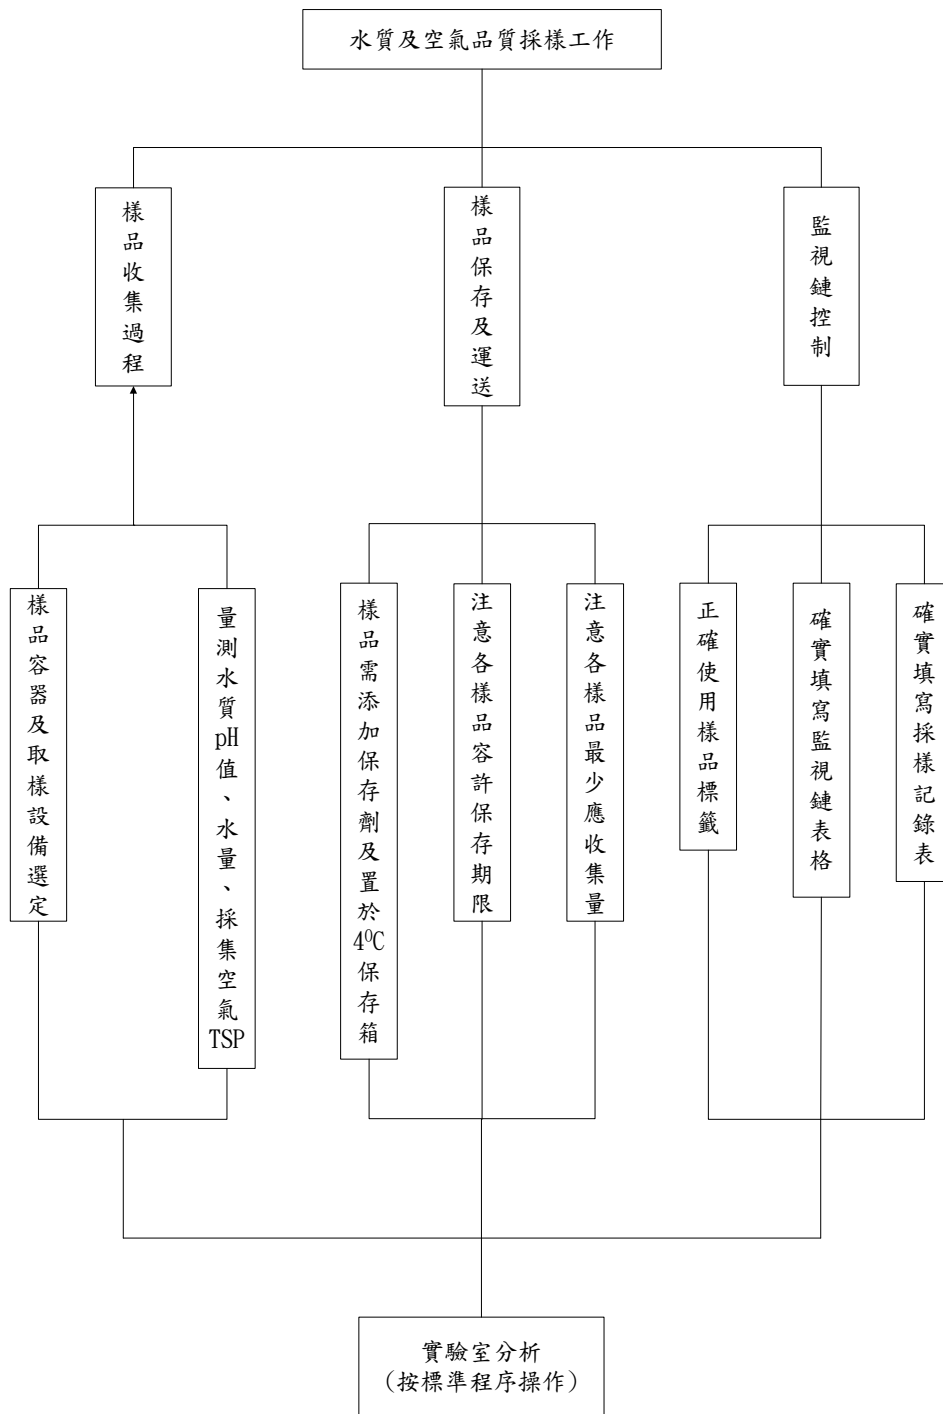 水質及空氣品質採樣工作
樣品收集過程
樣品保存及運送
監視鏈控制
樣品容器及取樣設備選定
量測水質pH值、水量、採集空氣TSP
樣品需添加保存劑及置於4⁰C保存箱
注意各樣品容許保存期限
注意各樣品最少應收集量
正確使用樣品標籤
確實填寫監視鏈表格
確實填寫採樣記錄表
實驗室分析
(按標準程序操作)